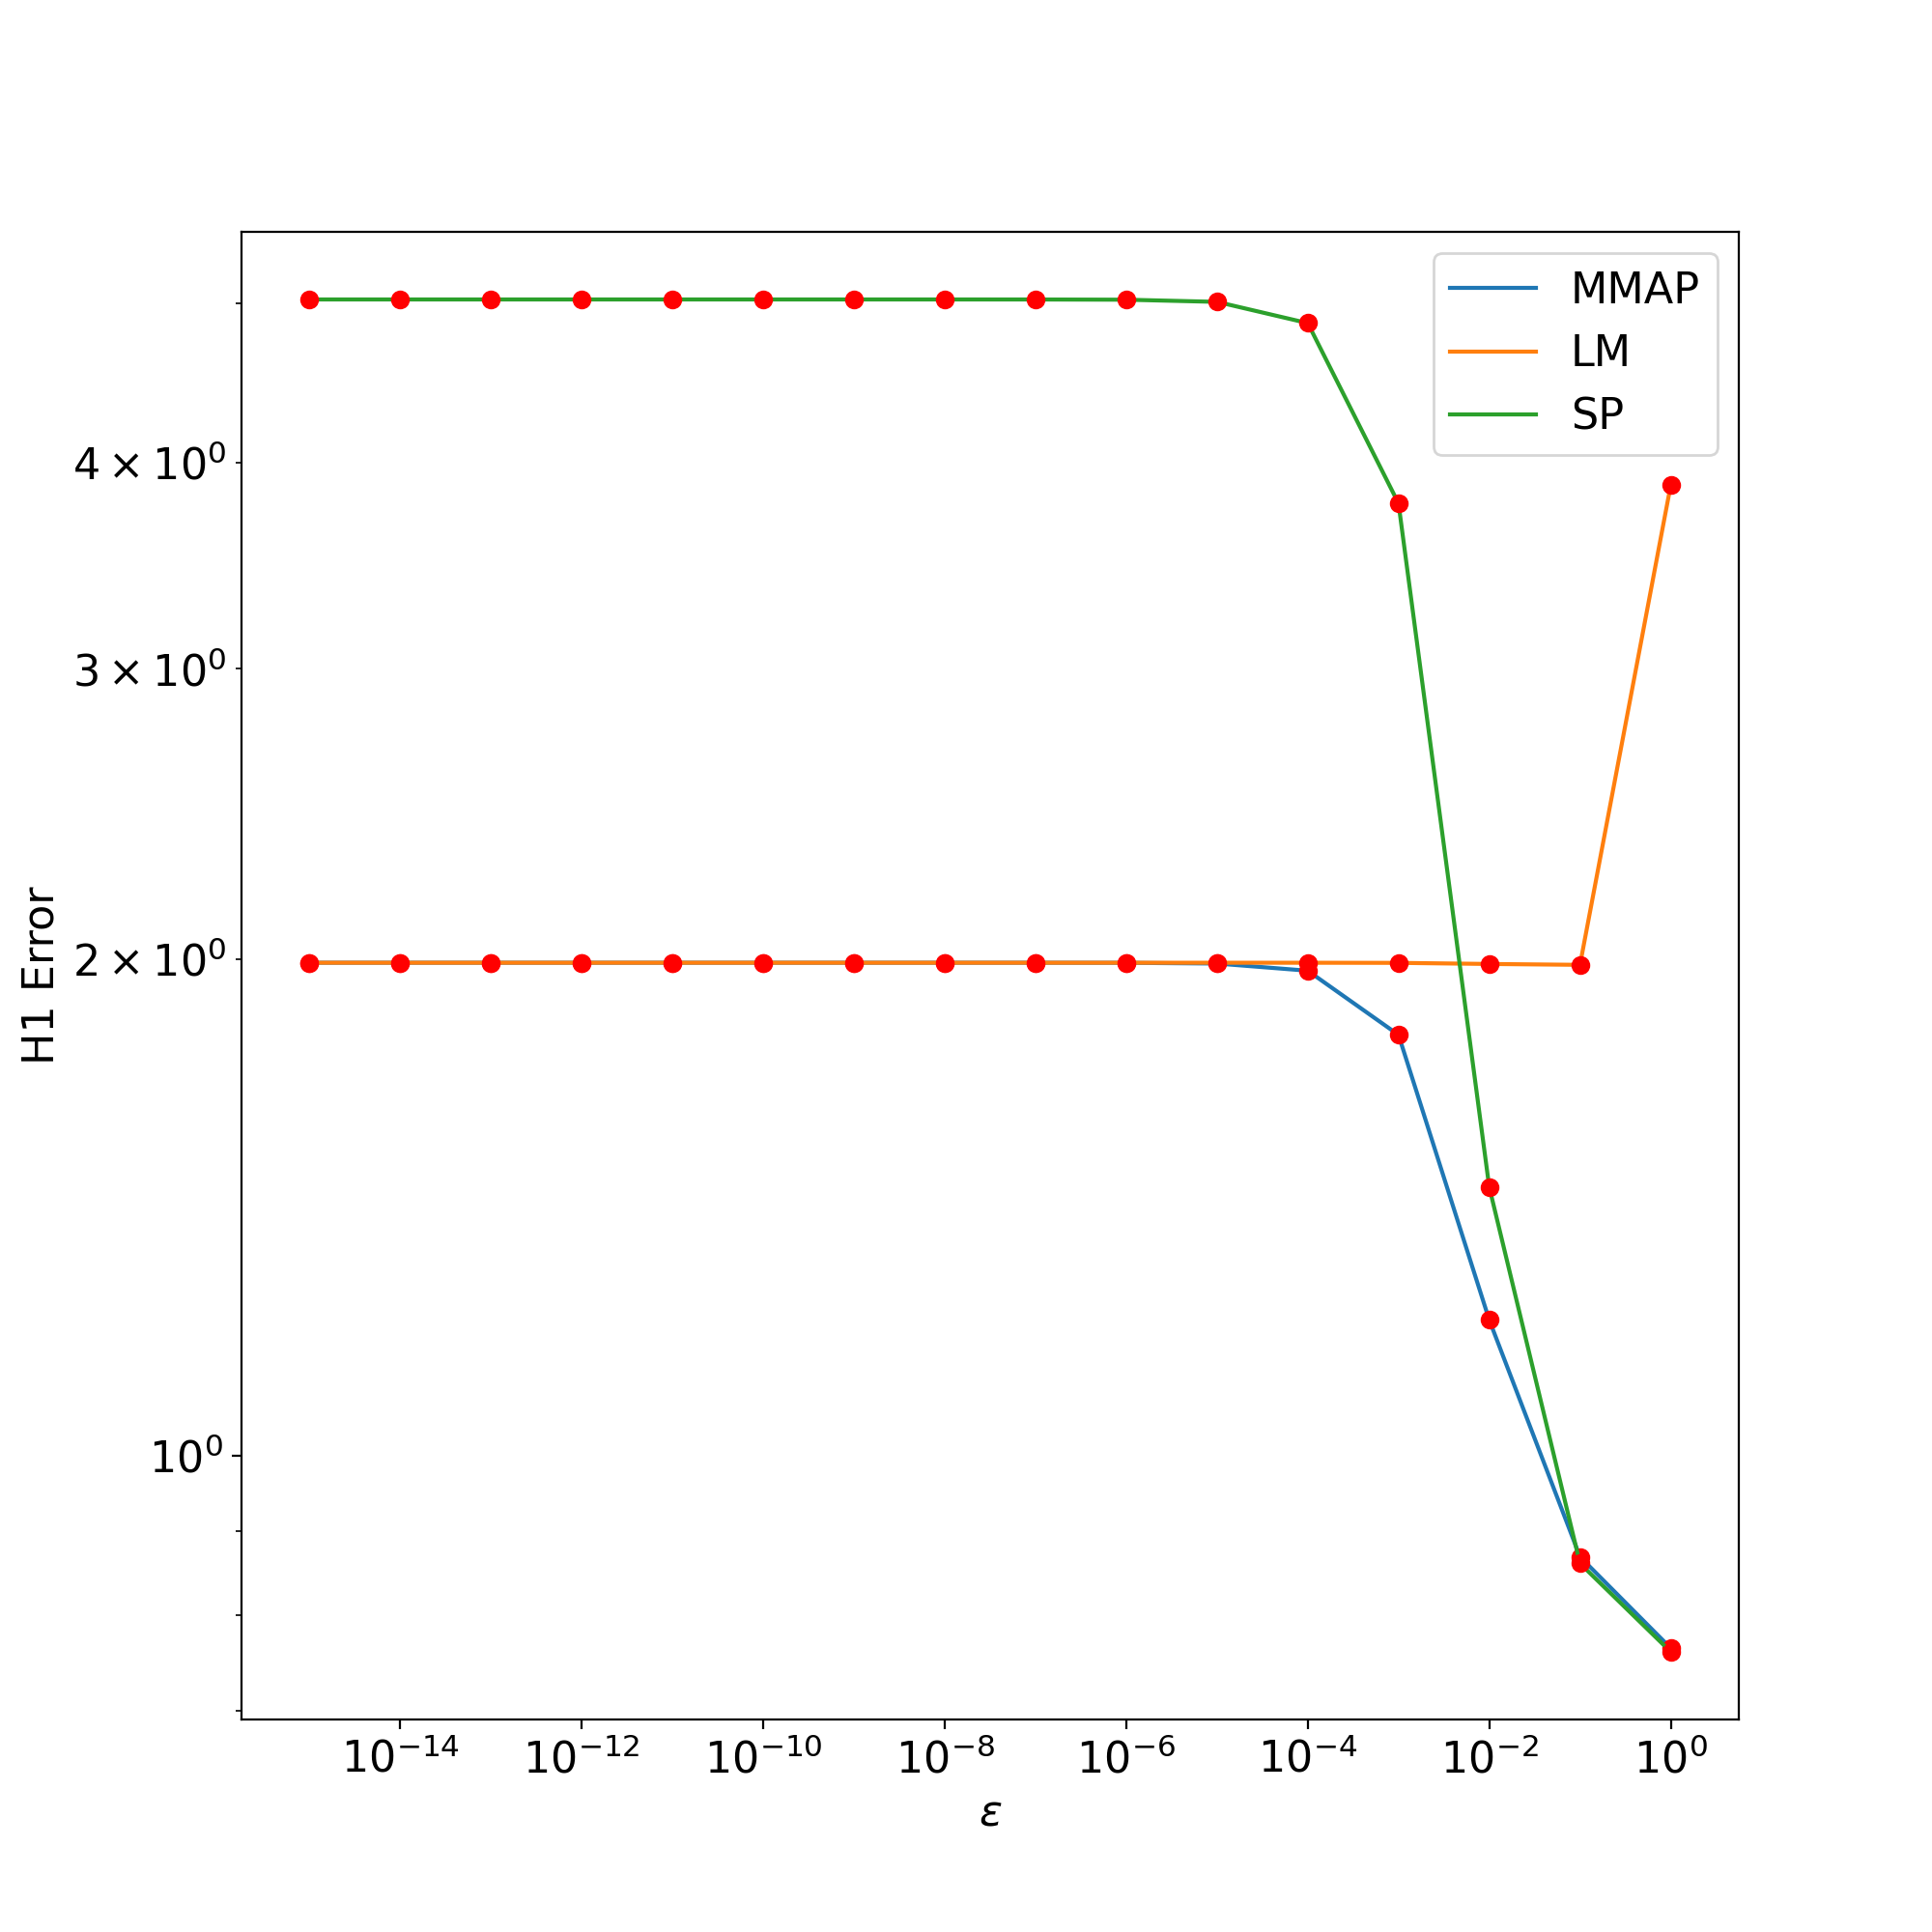 MMAP
LM
SP
4 × 10⁰
3 × 10⁰
2 × 10⁰
10⁰
H1 Error
10⁻¹⁴ 10⁻¹² 10⁻¹⁰ 10⁻⁸ 10⁻⁶ 10⁻⁴ 10⁻² 10⁰
ε